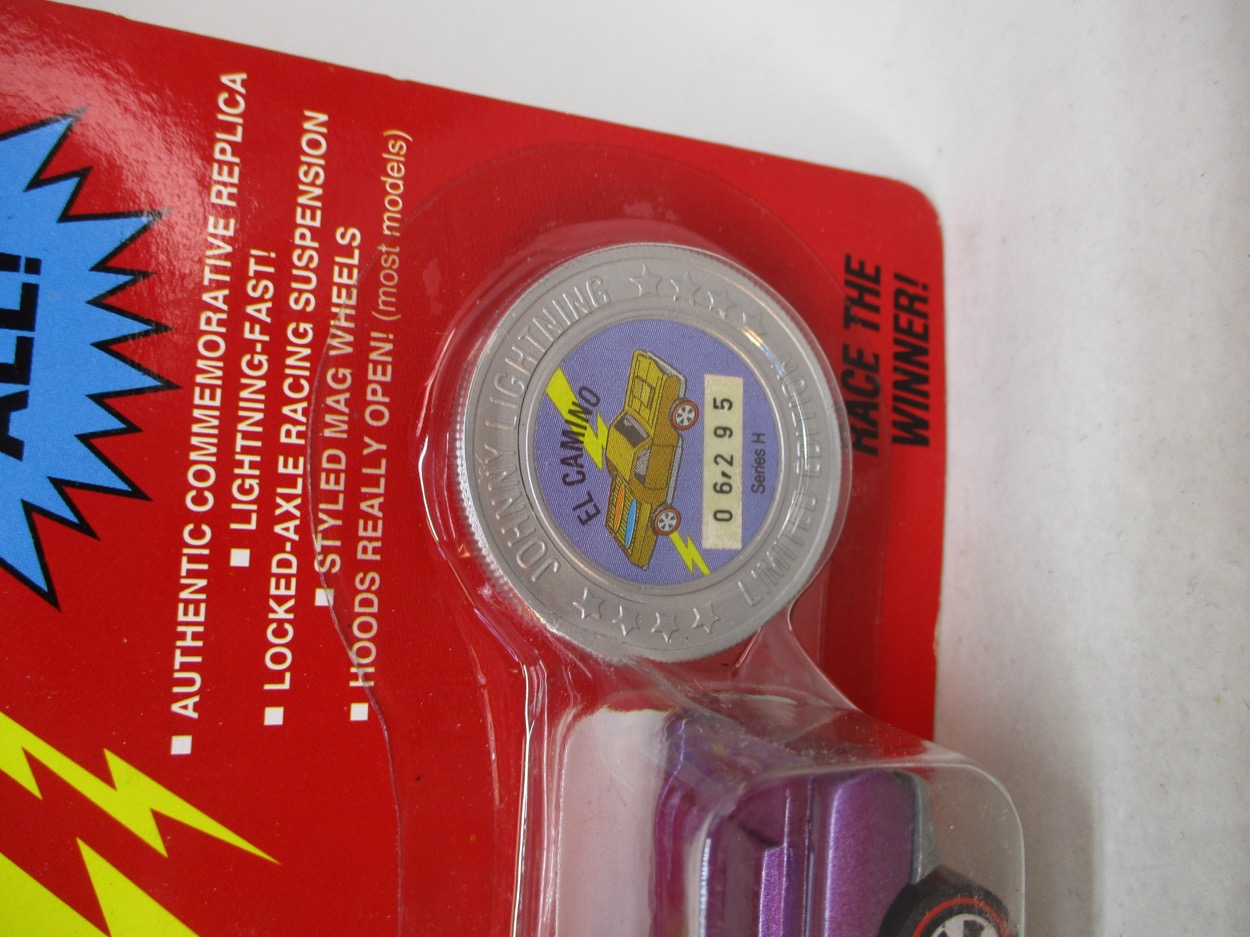 ALL!
■ AUTHENTIC COMMEMORATIVE REPLICA
■ LIGHTNING-FAST!
■ LOCKED-AXLE RACING SUSPENSION
■ STYLED MAG WHEELS
■ HOODS REALLY OPEN! (most models)
JOHNNY LIGHTNING
EL CAMINO
06,295
Series H
LIMITED EDITION
RACE THE
WINNER!